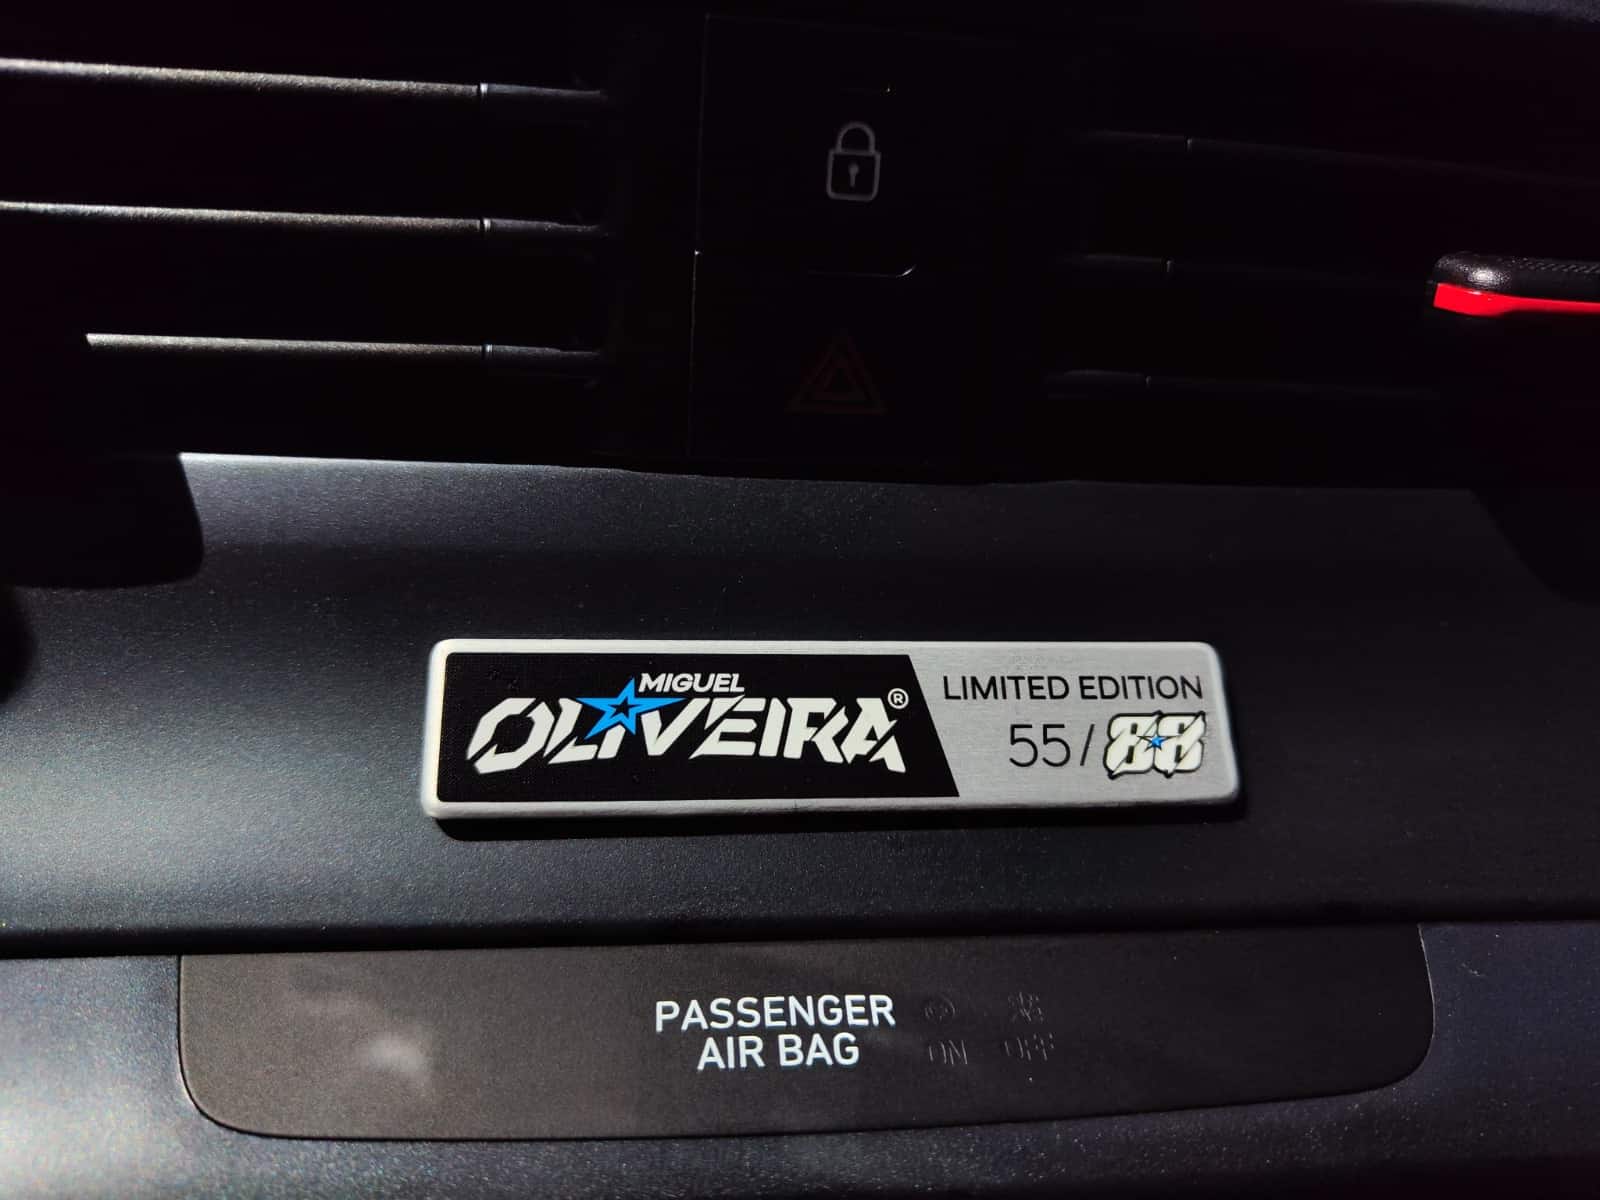 MIGUEL
OLIVEIRA®
LIMITED EDITION
55/88
PASSENGER
AIR BAG
ON OFF